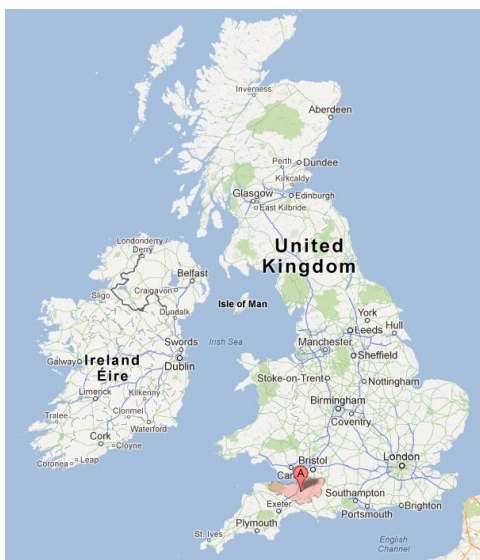 Inverness
Aberdeen
Perth
Dundee
Kirkcaldy
Glasgow
Edinburgh
East Kilbride
United
Kingdom
Londonderry /
Derry
Belfast
Craigavon
Sligo
Isle of Man
Dundalk
York
Leeds
Hull
Swords
Irish Sea
Ireland
Éire
Galway
Dublin
Manchester
Sheffield
Stoke-on-Trent
Nottingham
Limerick
Kilkenny
Birmingham
Tralee
Clonmel
Waterford
Coventry
Cork
Cloyne
Coronea
Leap
Bristol
London
Car
A
Southampton
Exeter
Portsmouth
Brighton
Plymouth
St. Ives
English
Channel